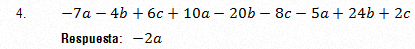 4. −7a − 4b + 6c + 10a − 20b − 8c − 5a + 24b + 2c
Respuesta: −2a